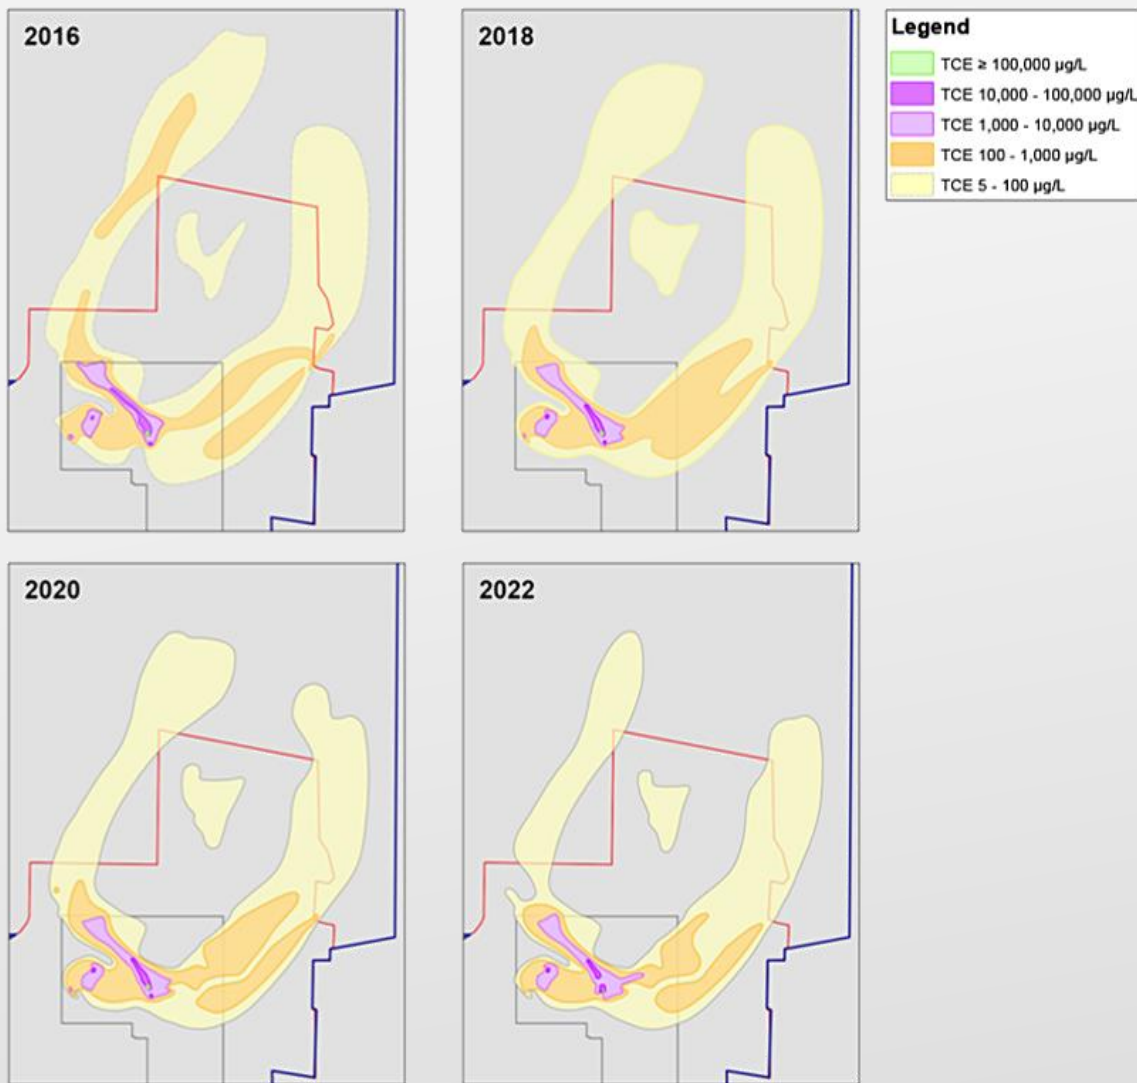 2016
2018
Legend
TCE ≥ 100,000 µg/L
TCE 10,000 - 100,000 µg/L
TCE 1,000 - 10,000 µg/L
TCE 100 - 1,000 µg/L
TCE 5 - 100 µg/L
2020
2022